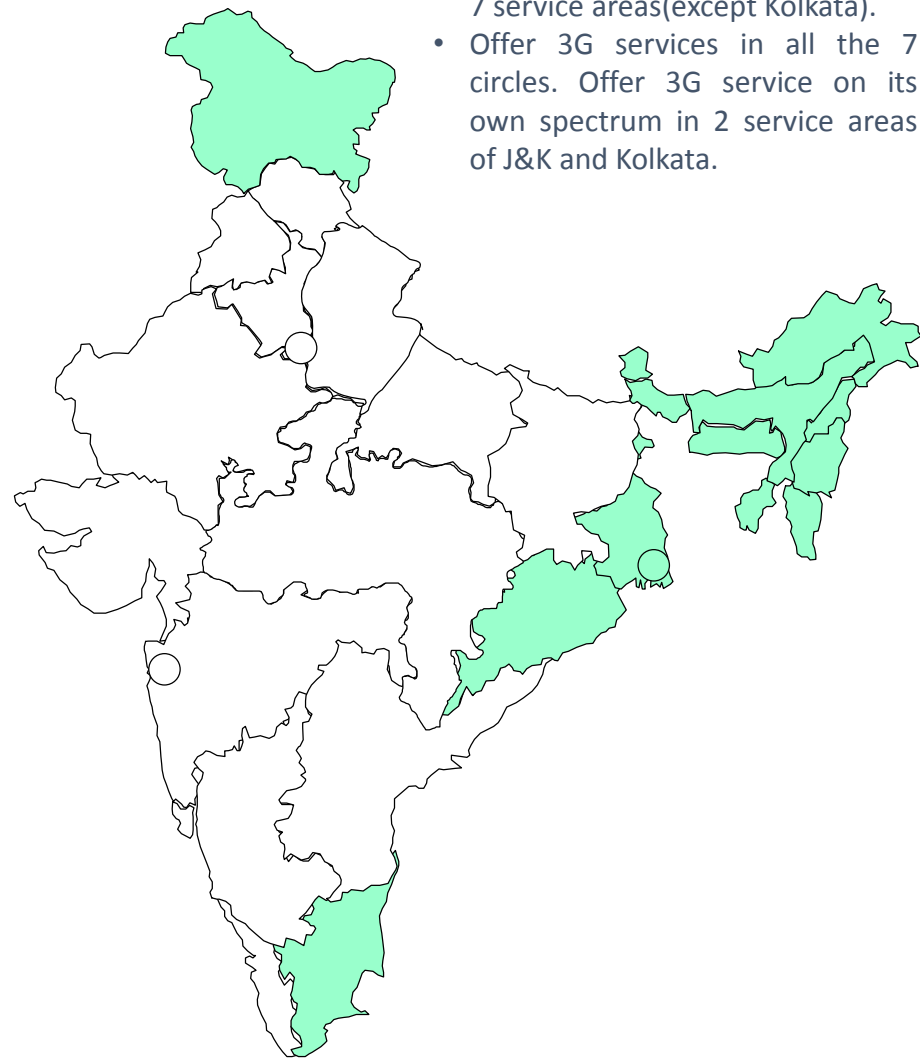 7 service areas(except Kolkata).
• Offer 3G services in all the 7
circles. Offer 3G service on its
own spectrum in 2 service areas
of J&K and Kolkata.